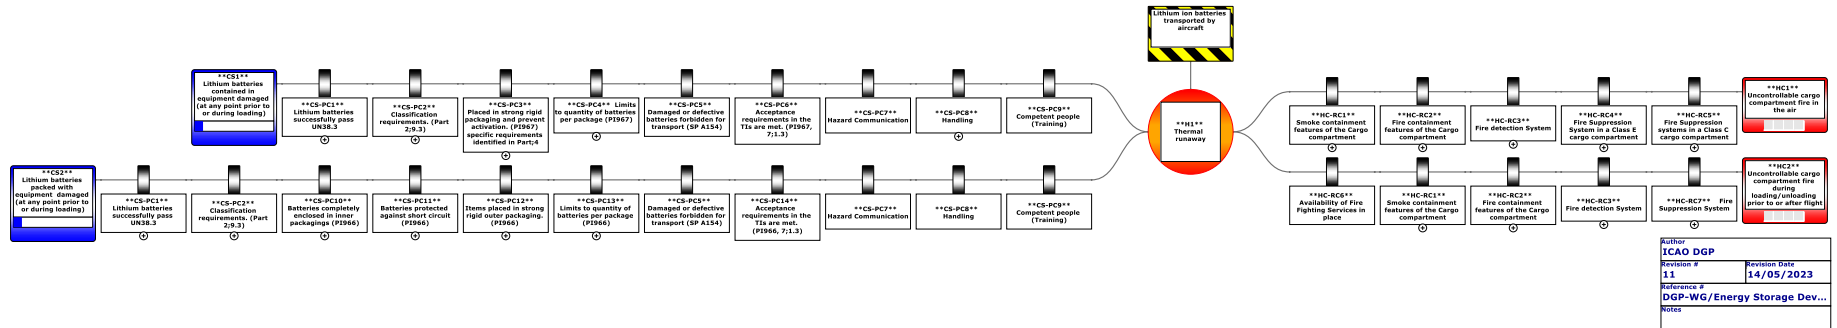 Lithium ion batteries
transported by
aircraft
**CS1**
Lithium batteries
contained in
equipment damaged
(at any point prior to
or during loading)
**CS-PC1**
Lithium batteries
successfully pass
UN38.3
**CS-PC2**
Classification
requirements. (Part
2;9.3)
**CS-PC3**
Placed in strong rigid
packaging and prevent
activation. (PI967)
specific requirements
identified in Part;4
**CS-PC4** Limits
to quantity of batteries
per package (PI967)
**CS-PC5**
Damaged or defective
batteries forbidden for
transport (SP A154)
**CS-PC6**
Acceptance
requirements in the
TIs are met. (PI967,
7;1.3)
**CS-PC7**
Hazard Communication
**CS-PC8**
Handling
**CS-PC9**
Competent people
(Training)
**H1**
Thermal
runaway
**HC-RC1**
Smoke containment
features of the Cargo
compartment
**HC-RC2**
Fire containment
features of the Cargo
compartment
**HC-RC3**
Fire detection System
**HC-RC4**
Fire Suppression
System in a Class E
cargo compartment
**HC-RC5**
Fire Suppression
systems in a Class C
cargo compartment
**HC1**
Uncontrollable cargo
compartment fire in
the air
**CS2**
Lithium batteries
packed with
equipment damaged
(at any point prior to
or during loading)
**CS-PC1**
Lithium batteries
successfully pass
UN38.3
**CS-PC2**
Classification
requirements. (Part
2;9.3)
**CS-PC10**
Batteries completely
enclosed in inner
packagings (PI966)
**CS-PC11**
Batteries protected
against short circuit
(PI966)
**CS-PC12**
Items placed in strong
rigid outer packaging.
(PI966)
**CS-PC13**
Limits to quantity of
batteries per package
(PI966)
**CS-PC5**
Damaged or defective
batteries forbidden for
transport (SP A154)
**CS-PC14**
Acceptance
requirements in the
TIs are met.
(PI966, 7;1.3)
**CS-PC7**
Hazard Communication
**CS-PC8**
Handling
**CS-PC9**
Competent people
(Training)
**HC-RC6**
Availability of Fire
Fighting Services in
place
**HC-RC1**
Smoke containment
features of the Cargo
compartment
**HC-RC2**
Fire containment
features of the Cargo
compartment
**HC-RC3**
Fire detection System
**HC-RC7** Fire
Suppression System
**HC2**
Uncontrollable cargo
compartment fire
during
loading/unloading
prior to or after flight
Author
ICAO DGP
Revision #
11
Revision Date
14/05/2023
Reference #
DGP-WG/Energy Storage Dev...
Notes